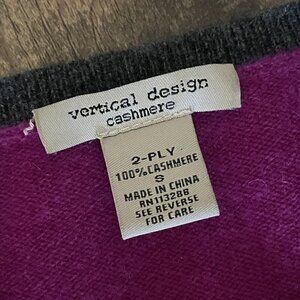 vertical design
cashmere
2-PLY
100% CASHMERE
S
MADE IN CHINA
RN113288
SEE REVERSE
FOR CARE